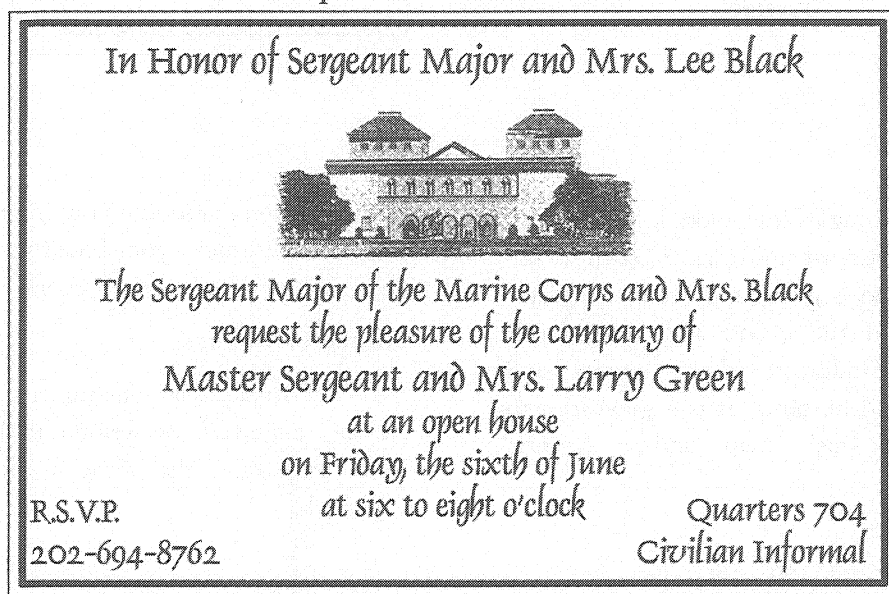 In Honor of Sergeant Major and Mrs. Lee Black
The Sergeant Major of the Marine Corps and Mrs. Black
request the pleasure of the company of
Master Sergeant and Mrs. Larry Green
at an open house
on Friday, the sixth of June
at six to eight o'clock
R.S.V.P.
202-694-8762
Quarters 704
Civilian Informal